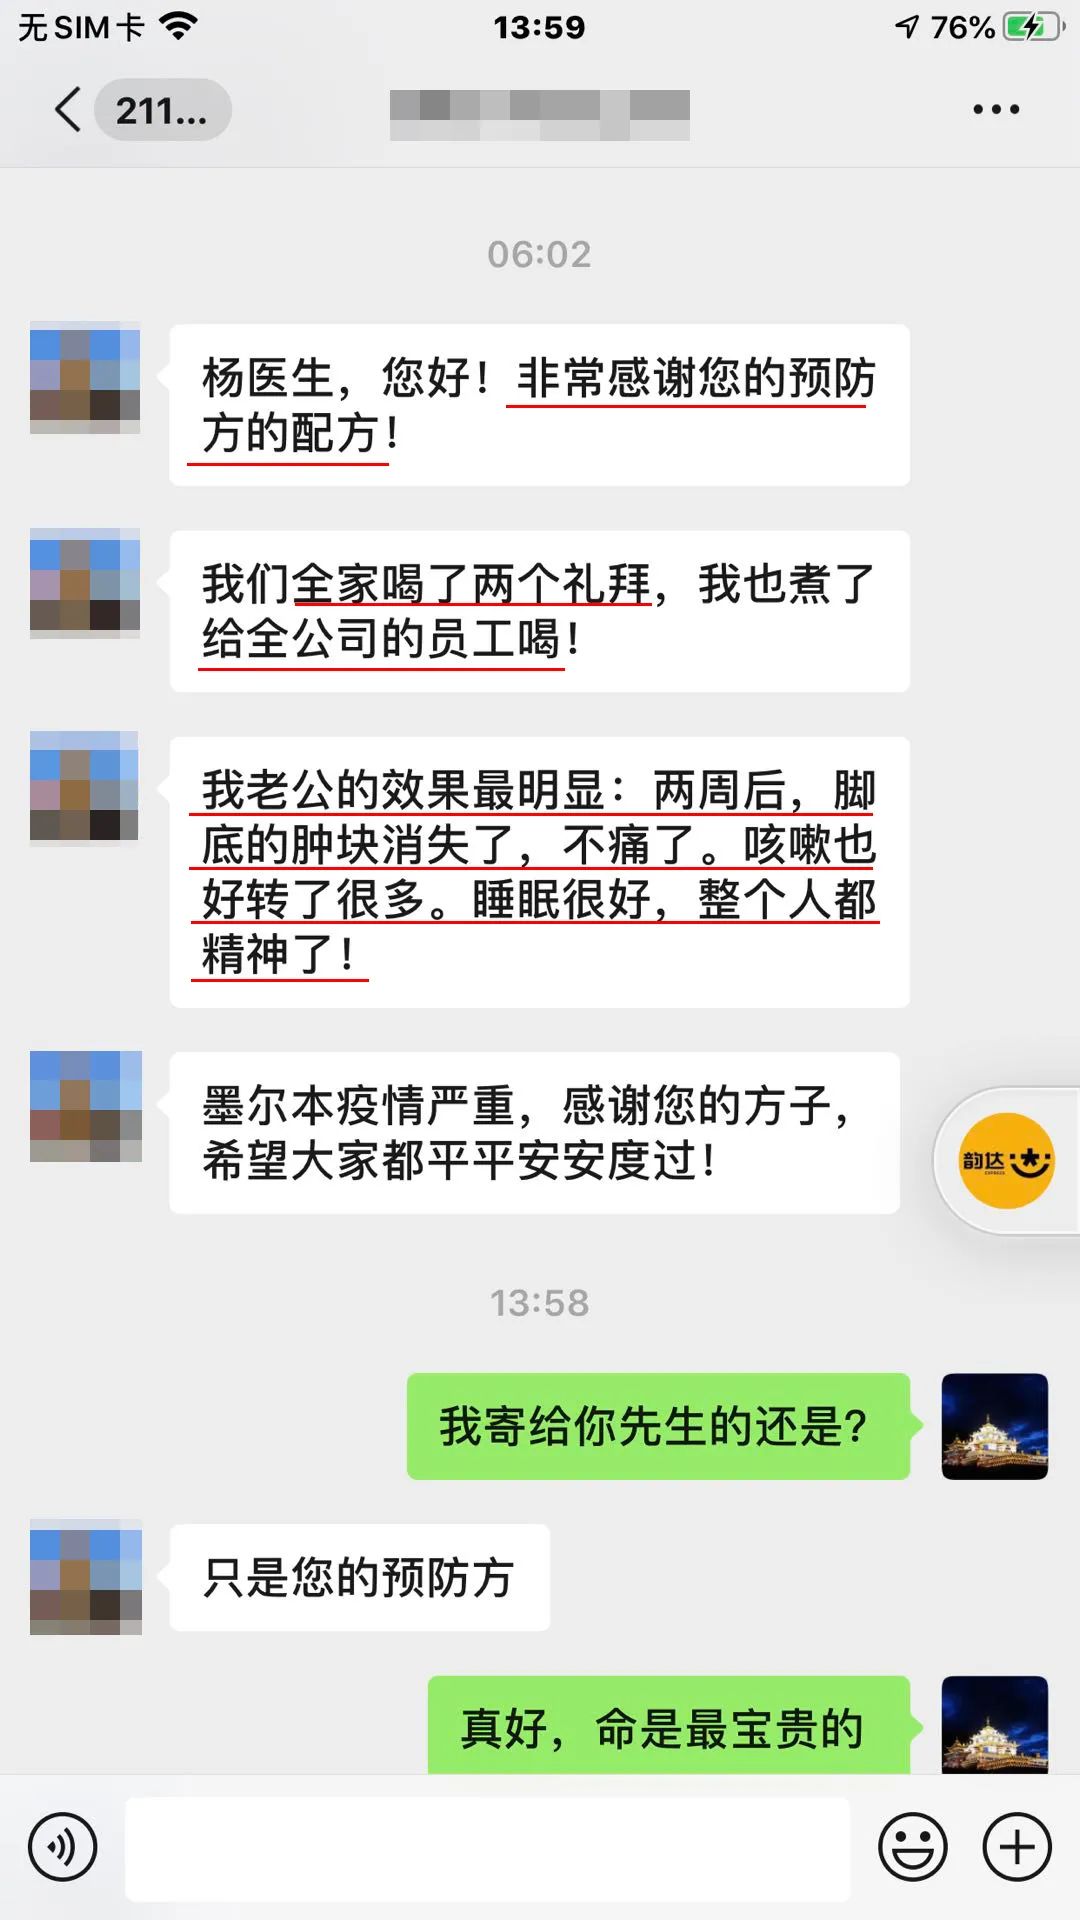 无SIM卡 13:59 76%
211...
06:02
杨医生，您好！非常感谢您的预防
方的配方！
我们全家喝了两个礼拜，我也煮了
给全公司的员工喝！
我老公的效果最明显：两周后，脚
底的肿块消失了，不痛了。咳嗽也
好转了很多。睡眠很好，整个人都
精神了！
墨尔本疫情严重，感谢您的方子，
希望大家都平平安安度过！
韵达
EXPRESS
13:58
我寄给你先生的还是?
只是您的预防方
真好，命是最宝贵的